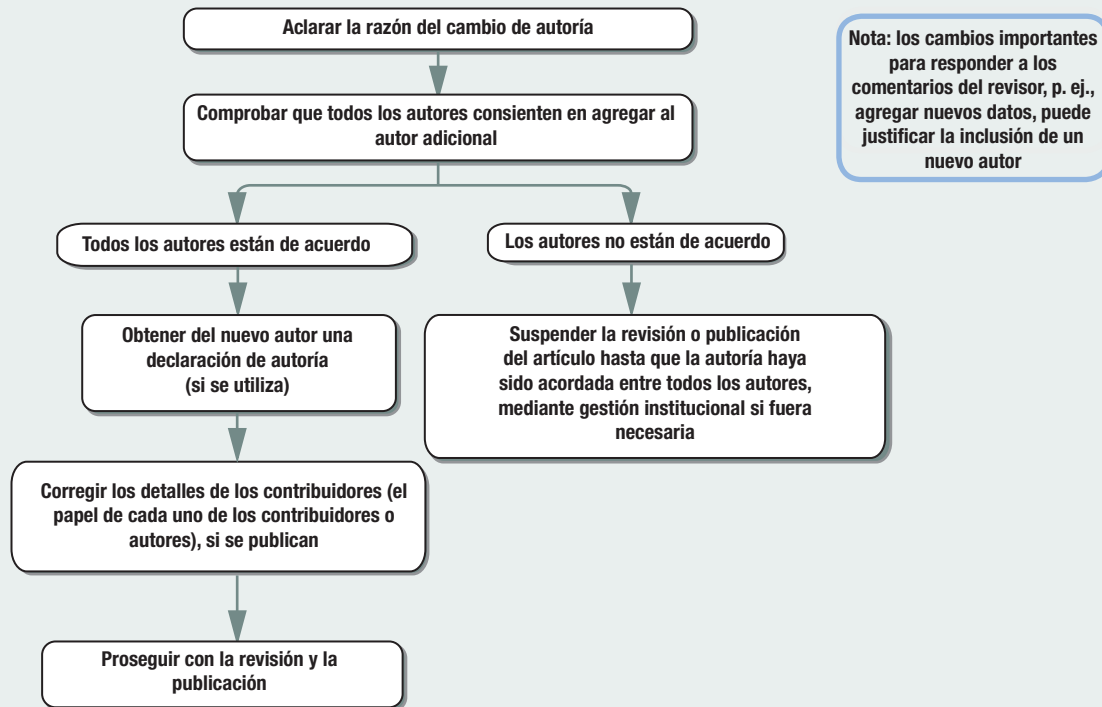 Aclarar la razón del cambio de autoría
Nota: los cambios importantes
para responder a los
comentarios del revisor, p. ej.,
agregar nuevos datos, puede
justificar la inclusión de un
nuevo autor
Comprobar que todos los autores consienten en agregar al
autor adicional
Todos los autores están de acuerdo
Los autores no están de acuerdo
Obtener del nuevo autor una
declaración de autoría
(si se utiliza)
Suspender la revisión o publicación
del artículo hasta que la autoría haya
sido acordada entre todos los autores,
mediante gestión institucional si fuera
necesaria
Corregir los detalles de los contribuidores (el
papel de cada uno de los contribuidores o
autores), si se publican
Proseguir con la revisión y la
publicación